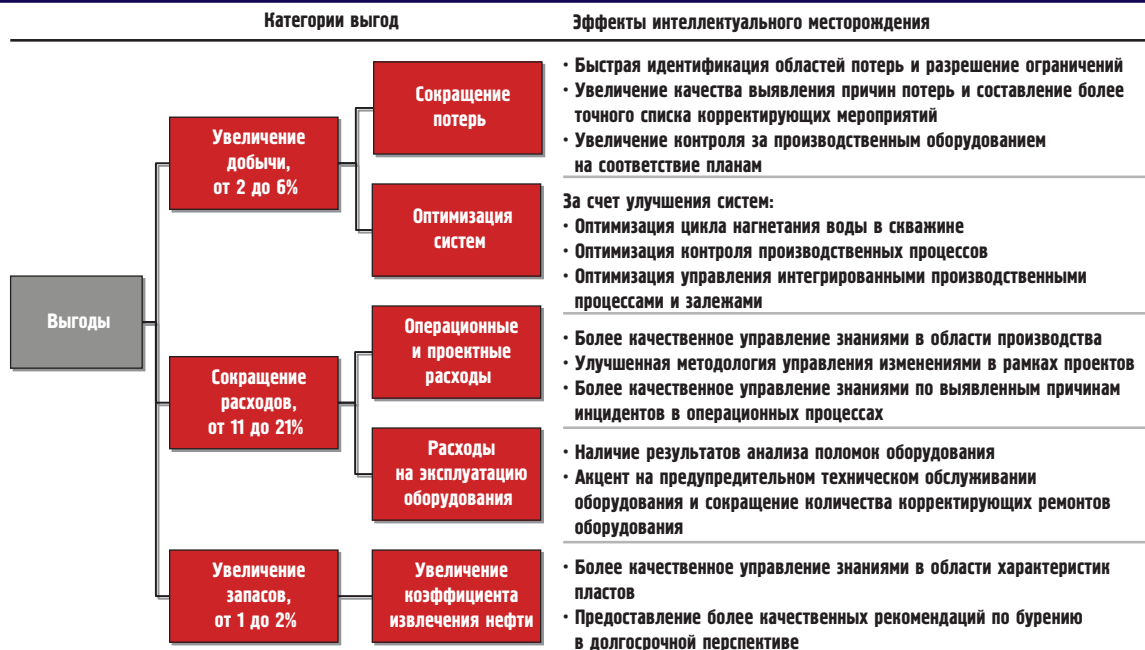 Категории выгод
Эффекты интеллектуального месторождения
Выгоды
Увеличение
добычи,
от 2 до 6%
Сокращение
потерь
• Быстрая идентификация областей потерь и разрешение ограничений
• Увеличение качества выявления причин потерь и составление более
точного списка корректирующих мероприятий
• Увеличение контроля за производственным оборудованием
на соответствие планам
Оптимизация
систем
За счет улучшения систем:
• Оптимизация цикла нагнетания воды в скважине
• Оптимизация контроля производственных процессов
• Оптимизация управления интегрированными производственными
процессами и залежами
Сокращение
расходов,
от 11 до 21%
Операционные
и проектные
расходы
• Более качественное управление знаниями в области производства
• Улучшенная методология управления изменениями в рамках проектов
• Более качественное управление знаниями по выявленным причинам
инцидентов в операционных процессах
Расходы
на эксплуатацию
оборудования
• Наличие результатов анализа поломок оборудования
• Акцент на предупредительном техническом обслуживании
оборудования и сокращение количества корректирующих ремонтов
оборудования
Увеличение
запасов,
от 1 до 2%
Увеличение
коэффициента
извлечения нефти
• Более качественное управление знаниями в области характеристик
пластов
• Предоставление более качественных рекомендаций по бурению
в долгосрочной перспективе